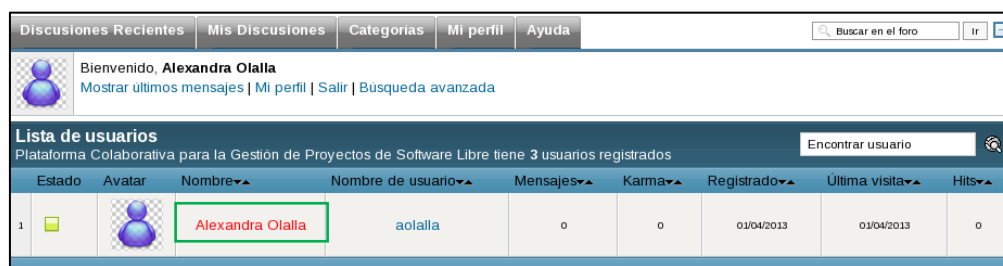 Discusiones Recientes Mis Discusiones Categorías Mi perfil Ayuda Buscar en el foro Ir
Bienvenido, Alexandra Olalla
Mostrar últimos mensajes | Mi perfil | Salir | Búsqueda avanzada
Lista de usuarios
Plataforma Colaborativa para la Gestión de Proyectos de Software Libre tiene 3 usuarios registrados
Encontrar usuario
Estado Avatar Nombre Nombre de usuario Mensajes Karma Registrado Última visita Hits
1 Alexandra Olalla aolalla 0 0 01/04/2013 01/04/2013 0